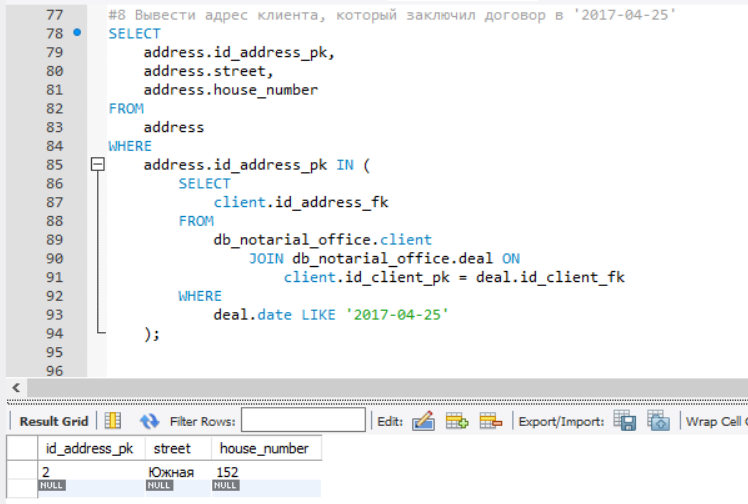 77 #8 Вывести адрес клиента, который заключил договор в '2017-04-25'
78 SELECT
79 address.id_address_pk,
80 address.street,
81 address.house_number
82 FROM
83 address
84 WHERE
85 address.id_address_pk IN (
86 SELECT
87 client.id_address_fk
88 FROM
89 db_notarial_office.client
90 JOIN db_notarial_office.deal ON
91 client.id_client_pk = deal.id_client_fk
92 WHERE
93 deal.date LIKE '2017-04-25'
94 );
95
96
Result Grid Filter Rows: Edit: Export/Import: Wrap Cell
id_address_pk street house_number
2 Южная 152
NULL NULL NULL